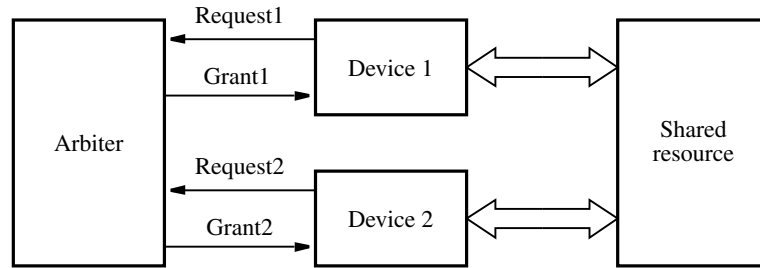 Request1
Device 1
Grant1
Arbiter
Shared
resource
Request2
Device 2
Grant2